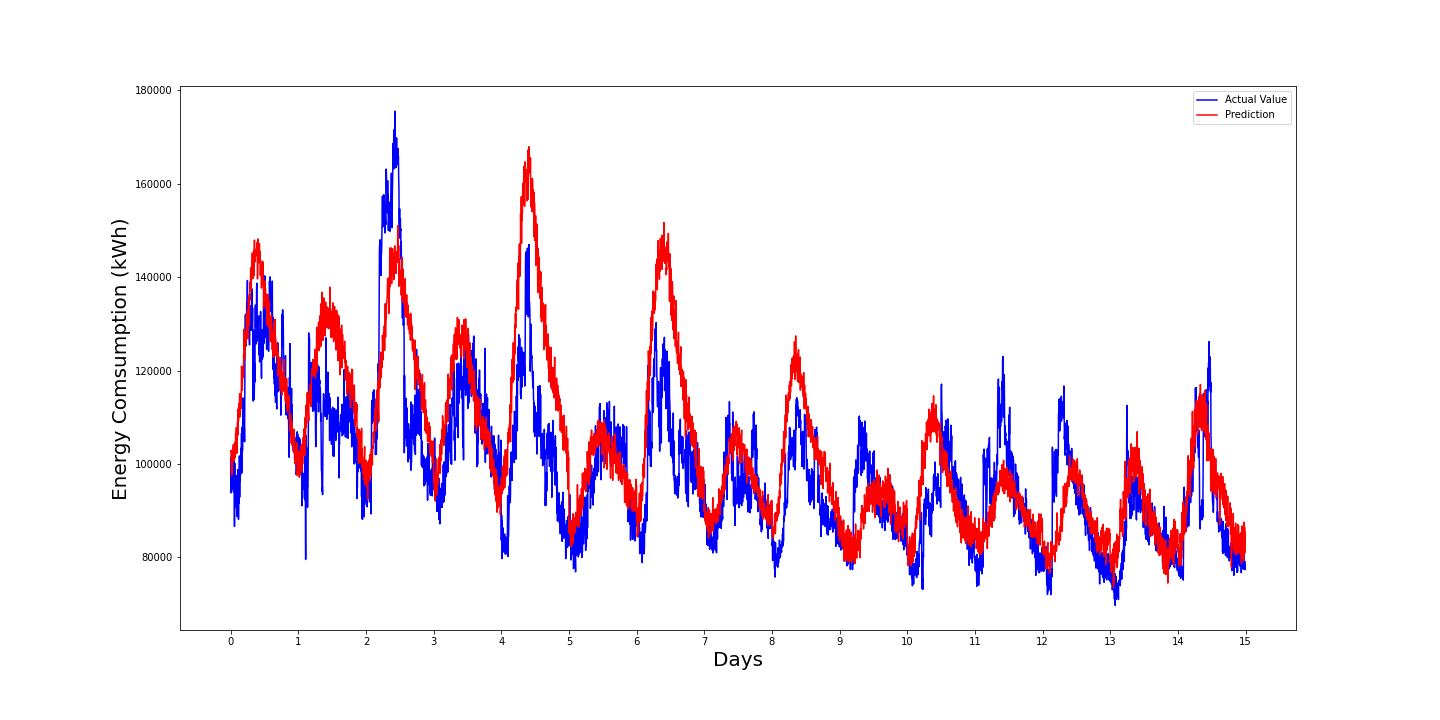 180000
160000
140000
120000
100000
80000
Energy Comsumption (kWh)
Actual Value
Prediction
0 1 2 3 4 5 6 7 8 9 10 11 12 13 14 15
Days